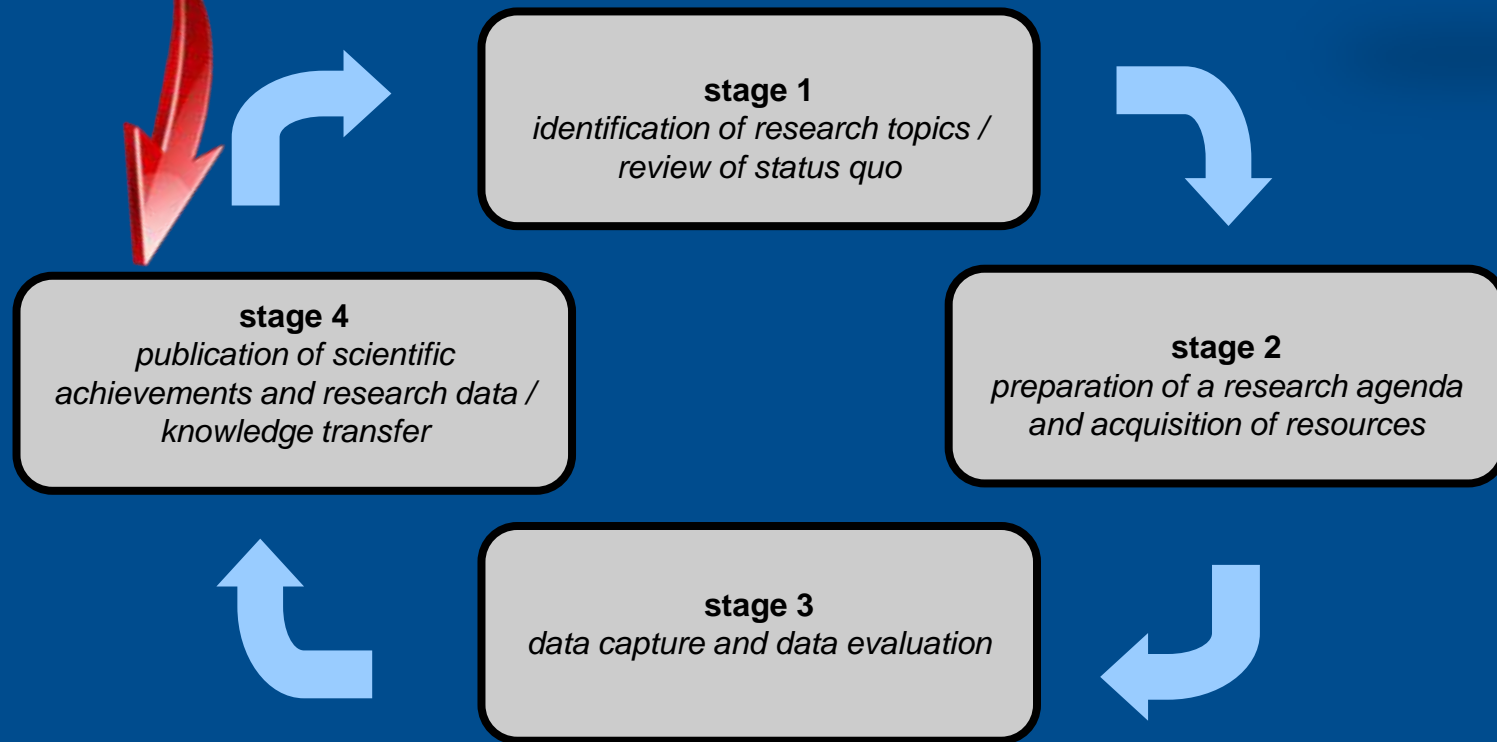 stage 1
identification of research topics /
review of status quo
stage 2
preparation of a research agenda
and acquisition of resources
stage 3
data capture and data evaluation
stage 4
publication of scientific
achievements and research data /
knowledge transfer